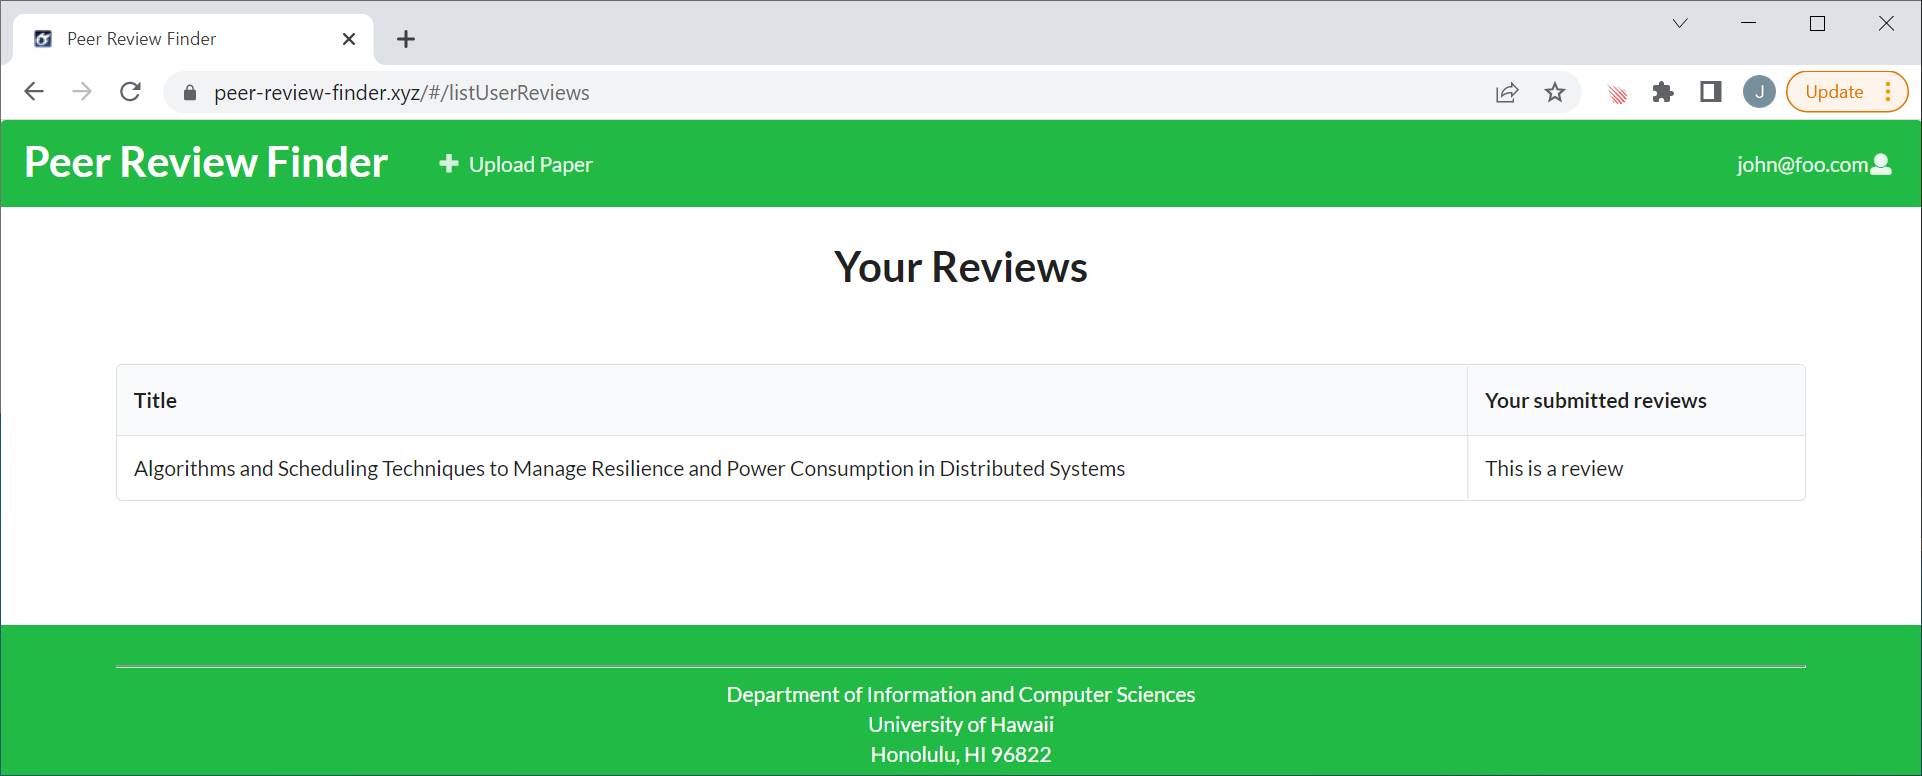 Peer Review Finder
peer-review-finder.xyz/#/listUserReviews
J
Update
Peer Review Finder
Upload Paper
john@foo.com
Your Reviews
Title
Your submitted reviews
Algorithms and Scheduling Techniques to Manage Resilience and Power Consumption in Distributed Systems
This is a review
Department of Information and Computer Sciences
University of Hawaii
Honolulu, HI 96822